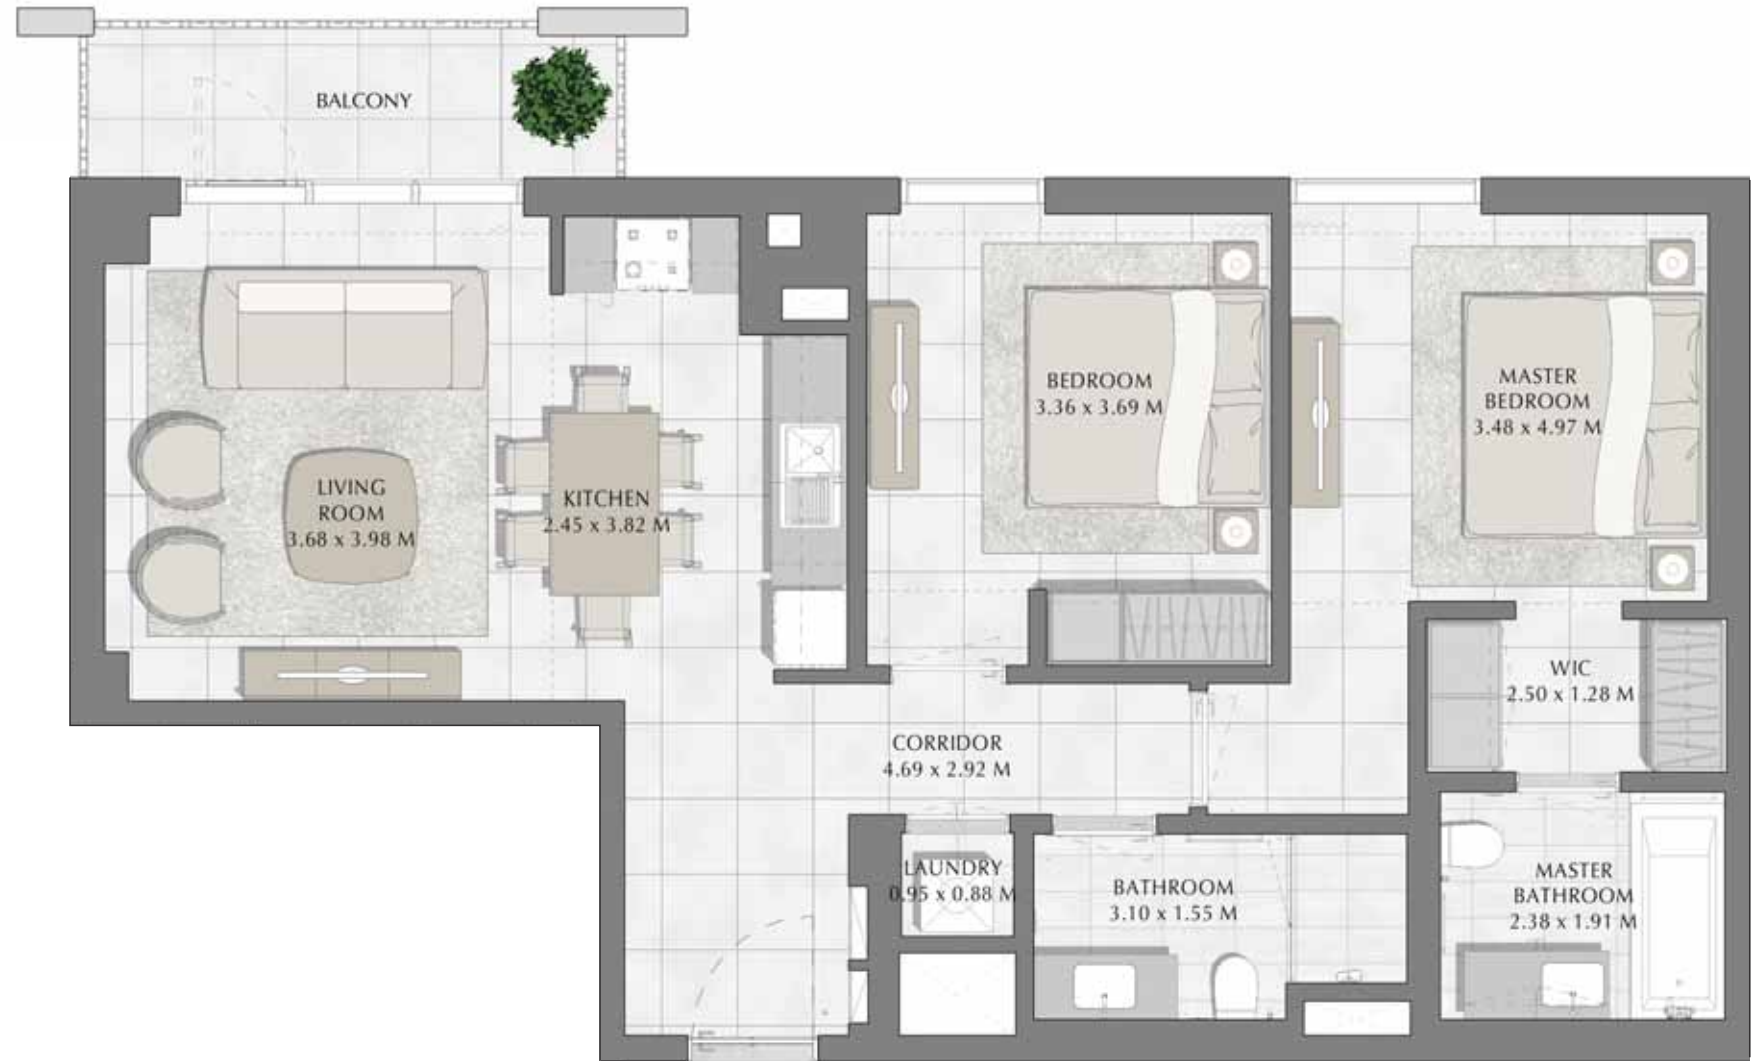 BALCONY
LIVING
ROOM
3.68 x 3.98 M
KITCHEN
2.45 x 3.82 M
BEDROOM
3.36 x 3.69 M
MASTER
BEDROOM
3.48 x 4.97 M
WIC
2.50 x 1.28 M
CORRIDOR
4.69 x 2.92 M
LAUNDRY
0.95 x 0.88 M
BATHROOM
3.10 x 1.55 M
MASTER
BATHROOM
2.38 x 1.91 M